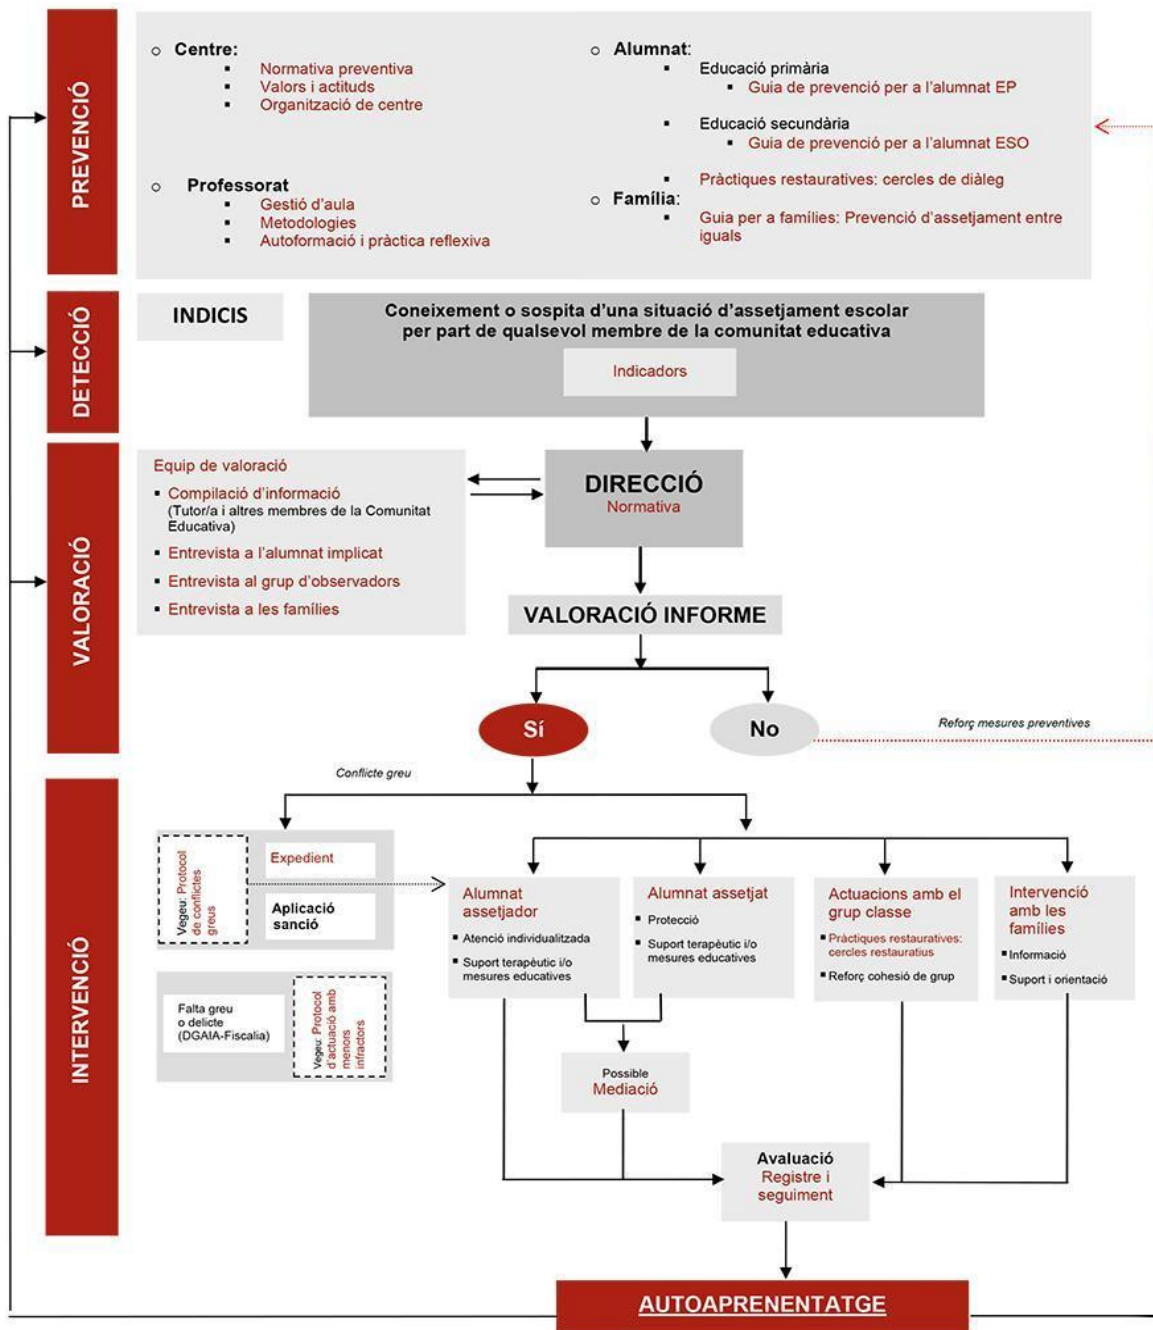 PREVENCIÓ
Centre:
Normativa preventiva
Valors i actituds
Organització de centre
Professorat
Gestió d'aula
Metodologies
Autoformació i pràctica reflexiva
Alumnat:
Educació primària
Guia de prevenció per a l'alumnat EP
Educació secundària
Guia de prevenció per a l'alumnat ESO
Pràctiques restauratives: cercles de diàleg
Família:
Guia per a famílies: Prevenció d'assetjament entre
iguals
DETECCIÓ
INDICIS
Coneixement o sospita d'una situació d'assetjament escolar
per part de qualsevol membre de la comunitat educativa
Indicadors
VALORACIÓ
Equip de valoració
Compilació d'informació
(Tutor/a i altres membres de la Comunitat
Educativa)
Entrevista a l'alumnat implicat
Entrevista al grup d'observadors
Entrevista a les famílies
DIRECCIÓ
Normativa
VALORACIÓ INFORME
Sí
No
Reforç mesures preventives
INTERVENCIÓ
Conflicte greu
Vegeu: Protocol
de conflictes
greus
Expedient
Aplicació
sanció
Falta greu
o delicte
(DGAIA-Fiscalia)
Vegeu: Protocol
d'actuació amb
menors
infractors
Alumnat
assetjador
Atenció individualitzada
Suport terapèutic i/o
mesures educatives
Alumnat assetjat
Protecció
Suport terapèutic i/o
mesures educatives
Actuacions amb el
grup classe
Pràctiques restauratives:
cercles restauratius
Reforç cohesió de grup
Intervenció
amb les
famílies
Informació
Suport i orientació
Possible
Mediació
Avaluació
Registre i
seguiment
AUTOAPRENENTATGE